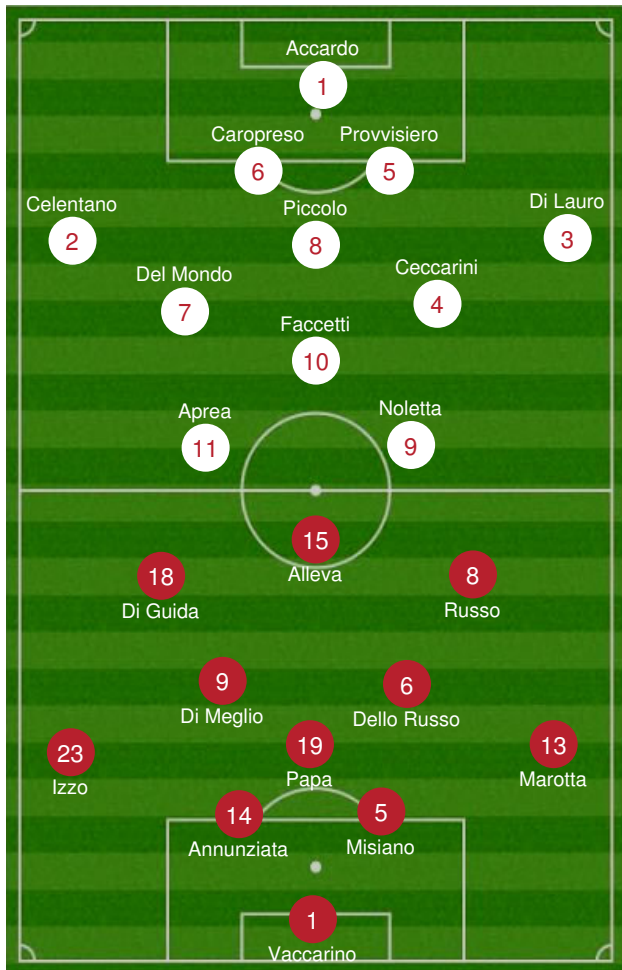 Accardo
1
Caropreso Provvisiero
6 5
Celentano Piccolo Di Lauro
2 8 3
Del Mondo Ceccarini
7 4
Faccetti
10
Aprea Noletta
11 9
15
Alleva
18 8
Di Guida Russo
9 6
Di Meglio Dello Russo
23 19 13
Izzo Papa Marotta
14 5
Annunziata Misiano
1
Vaccarino